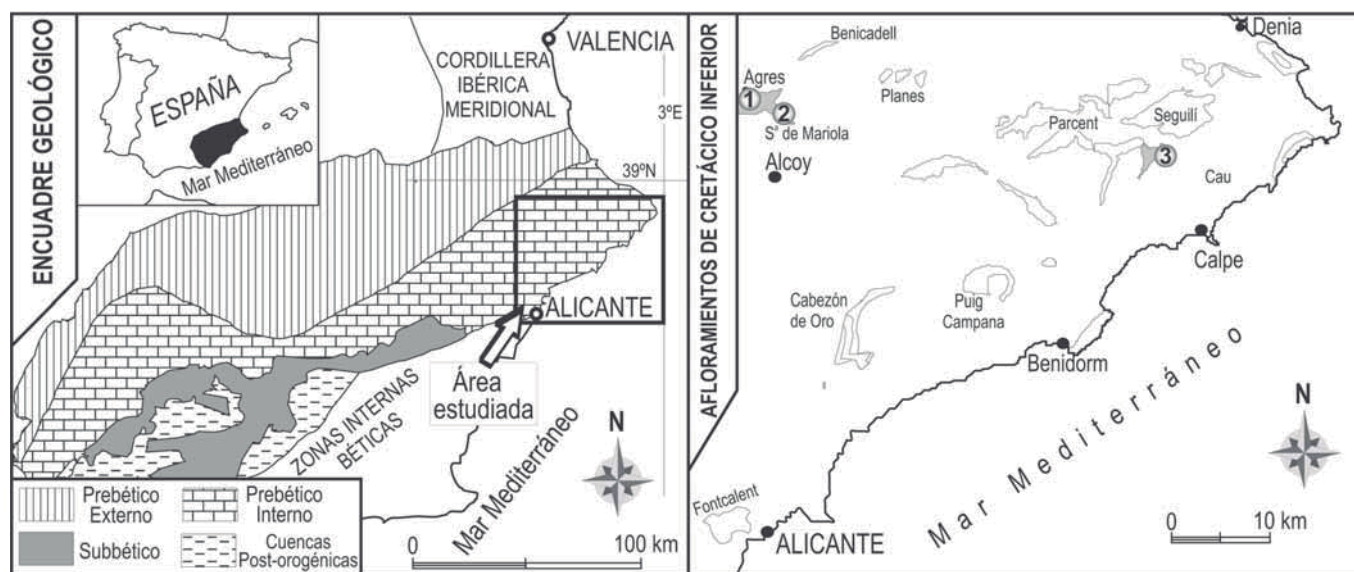 ENCUADRE GEOLÓGICO
ESPAÑA
Mar Mediterráneo
VALENCIA
CORDILLERA
IBÉRICA
MERIDIONAL
3ºE
39ºN
ALICANTE
Área
estudiada
ZONAS INTERNAS
BÉTICAS
Mar Mediterráneo
N
Prebético
Externo
Prebético
Interno
Subbético
Cuencas
Post-orogénicas
0
100 km
AFLORAMIENTOS DE CRETÁCICO INFERIOR
Denia
Benicadell
Agres
Planes
1
2
Sª de Mariola
Parcent
Seguilí
3
Alcoy
Cau
Calpe
Cabezón
de Oro
Puig
Campana
Benidorm
Mar Mediterráneo
N
Fontcalent
ALICANTE
0
10 km